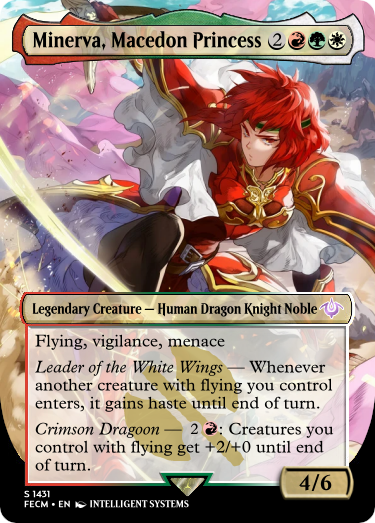 Minerva, Macedon Princess 2
Legendary Creature — Human Dragon Knight Noble
Flying, vigilance, menace
Leader of the White Wings — Whenever
another creature with flying you control
enters, it gains haste until end of turn.
Crimson Dragoon — 2 : Creatures you
control with flying get +2/+0 until end
of turn.
4/6
S 1431
FECM • EN INTELLIGENT SYSTEMS